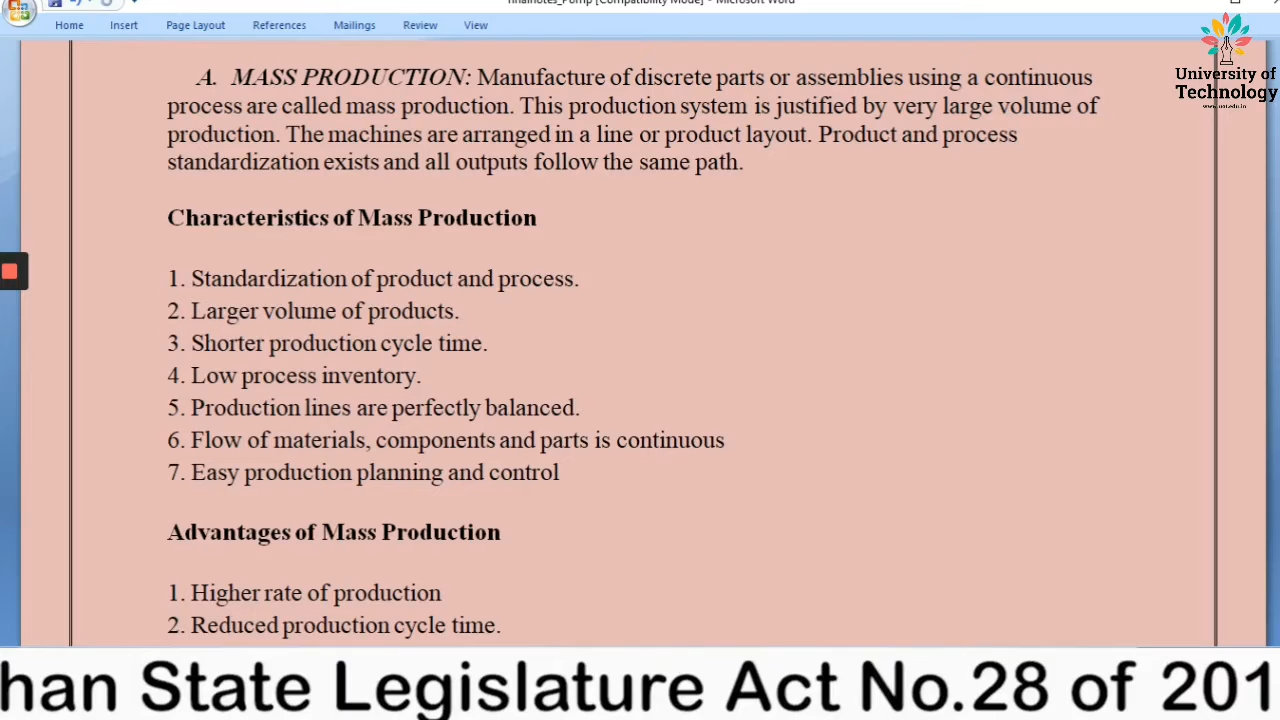 finalnotes_Pomp [Compatibility Mode] - Microsoft Word
Home Insert Page Layout References Mailings Review View
University of
Technology
A. MASS PRODUCTION: Manufacture of discrete parts or assemblies using a continuous
process are called mass production. This production system is justified by very large volume of
production. The machines are arranged in a line or product layout. Product and process
standardization exists and all outputs follow the same path.
Characteristics of Mass Production
1. Standardization of product and process.
2. Larger volume of products.
3. Shorter production cycle time.
4. Low process inventory.
5. Production lines are perfectly balanced.
6. Flow of materials, components and parts is continuous
7. Easy production planning and control
Advantages of Mass Production
1. Higher rate of production
2. Reduced production cycle time.
han State Legislature Act No.28 of 201